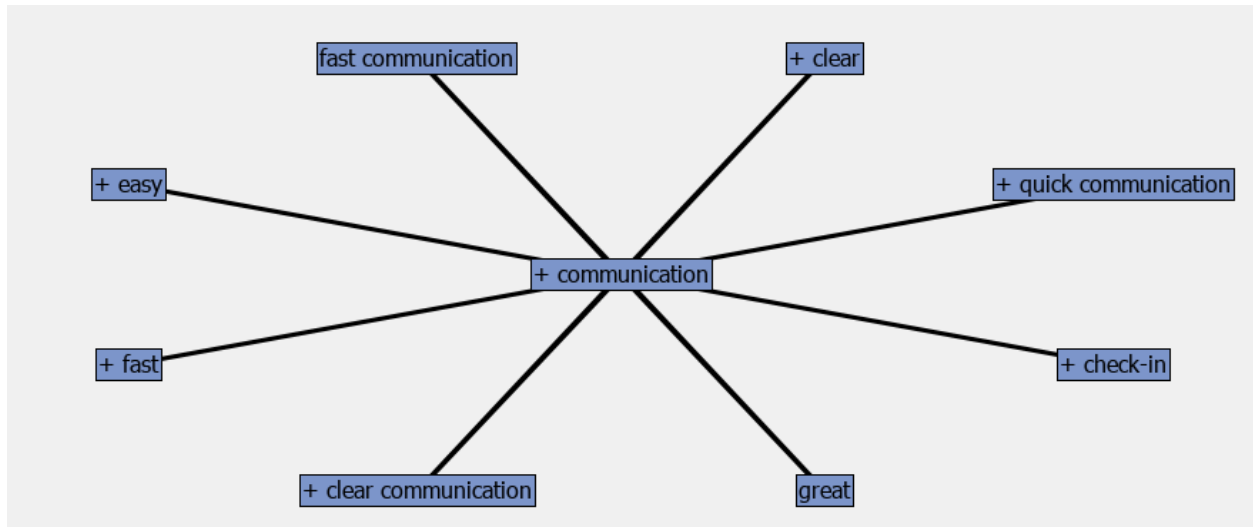 fast communication
+ clear
+ easy
+ quick communication
+ communication
+ fast
+ check-in
+ clear communication
great